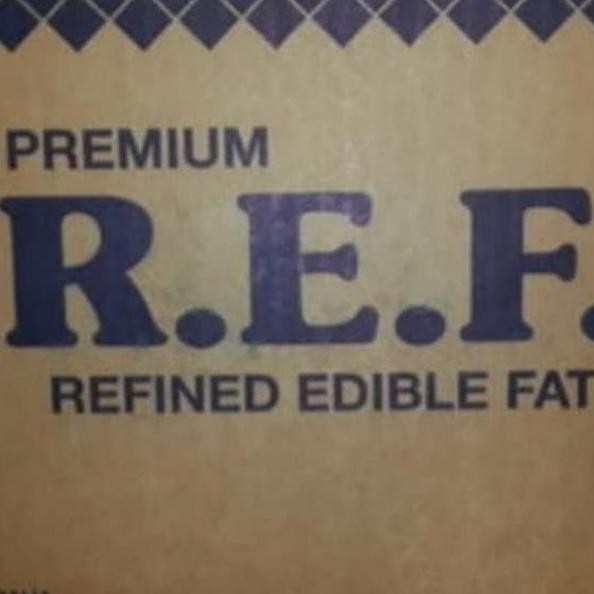 PREMIUM
R.E.F.
REFINED EDIBLE FAT